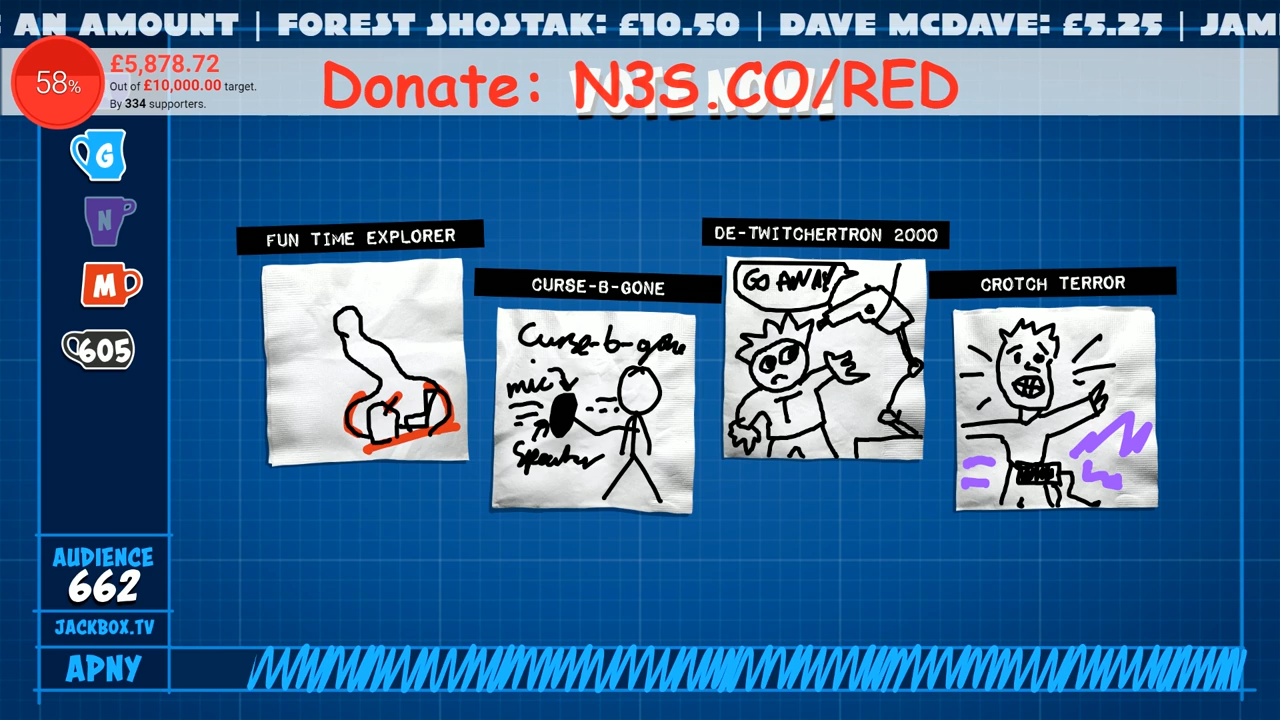 : AN AMOUNT | FOREST SHOSTAK: £10.50 | DAVE MCDAVE: £5.25 | JAM
58%
£5,878.72
Out of £10,000.00 target.
By 334 supporters.
Donate: N3S.CO/RED
VOTE NOW!
G
N
M
605
FUN TIME EXPLORER
CURSE-B-GONE
Curse-b-gone
mic
Speaker
DE-TWITCHERTRON 2000
GO AWAY!
CROTCH TERROR
AUDIENCE
662
JACKBOX.TV
APNY